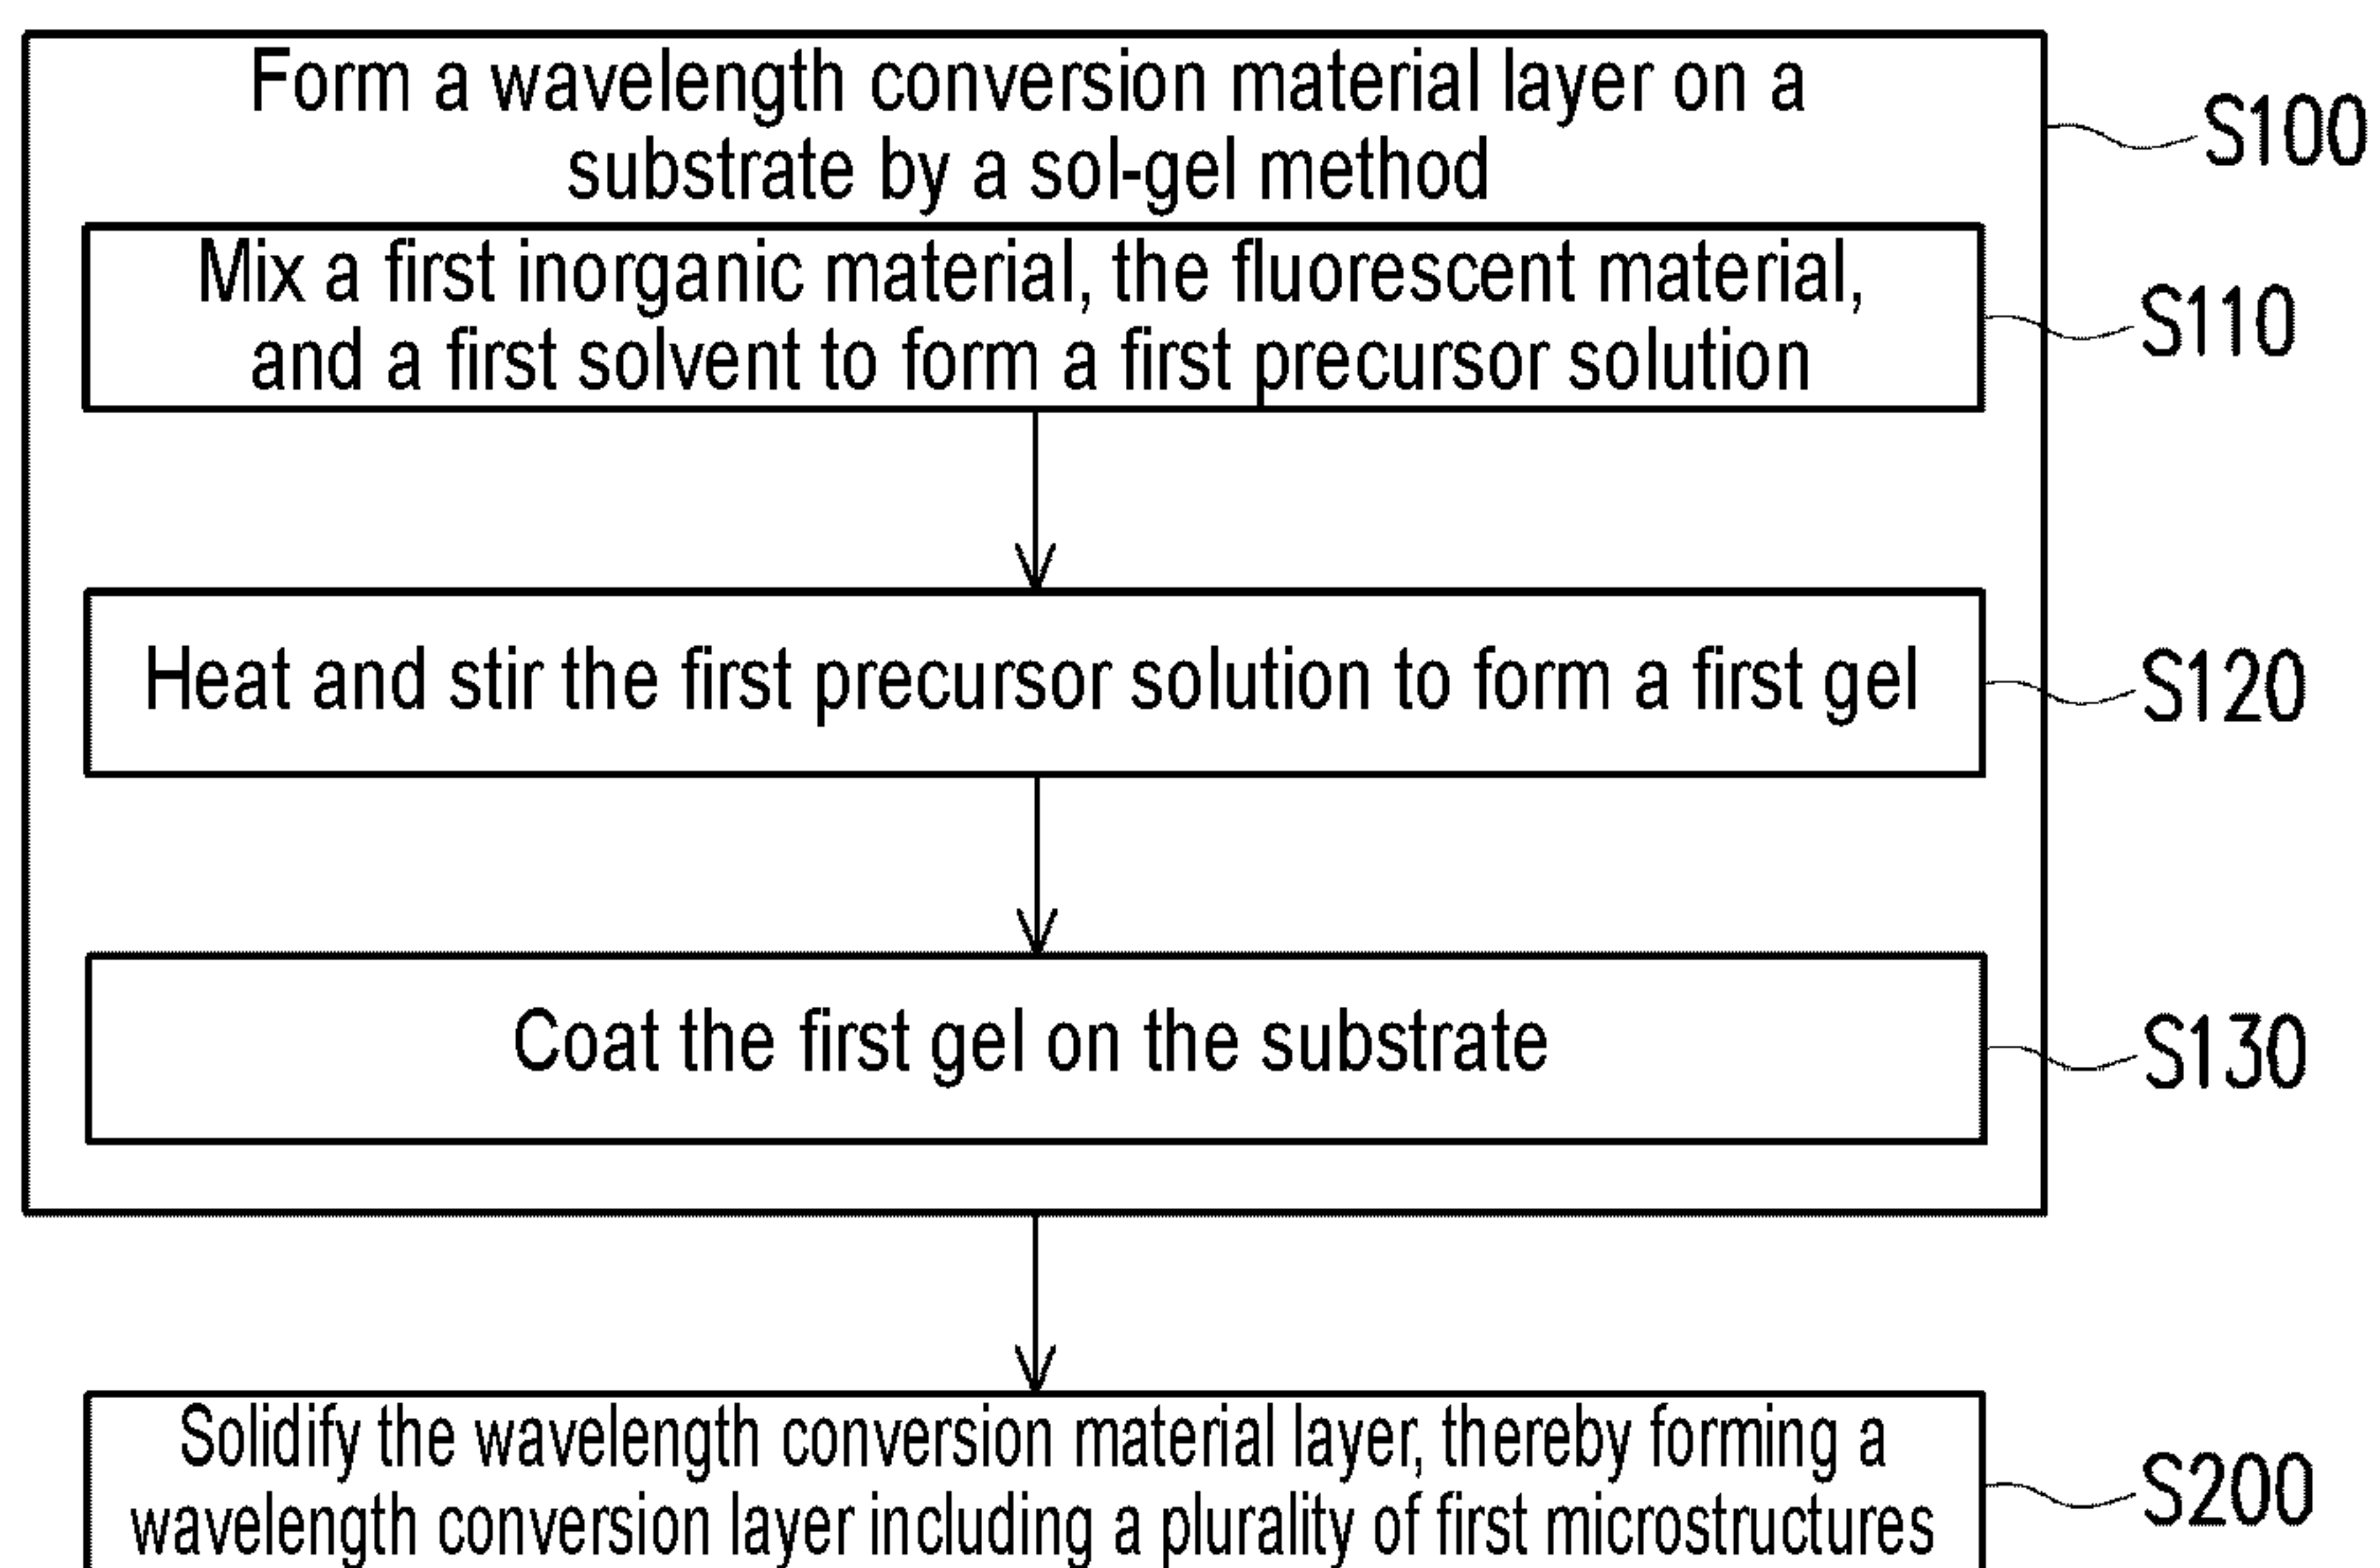 Form a wavelength conversion material layer on a
substrate by a sol-gel method
S100
Mix a first inorganic material, the fluorescent material,
and a first solvent to form a first precursor solution
S110
Heat and stir the first precursor solution to form a first gel
S120
Coat the first gel on the substrate
S130
Solidify the wavelength conversion material layer, thereby forming a
wavelength conversion layer including a plurality of first microstructures
S200